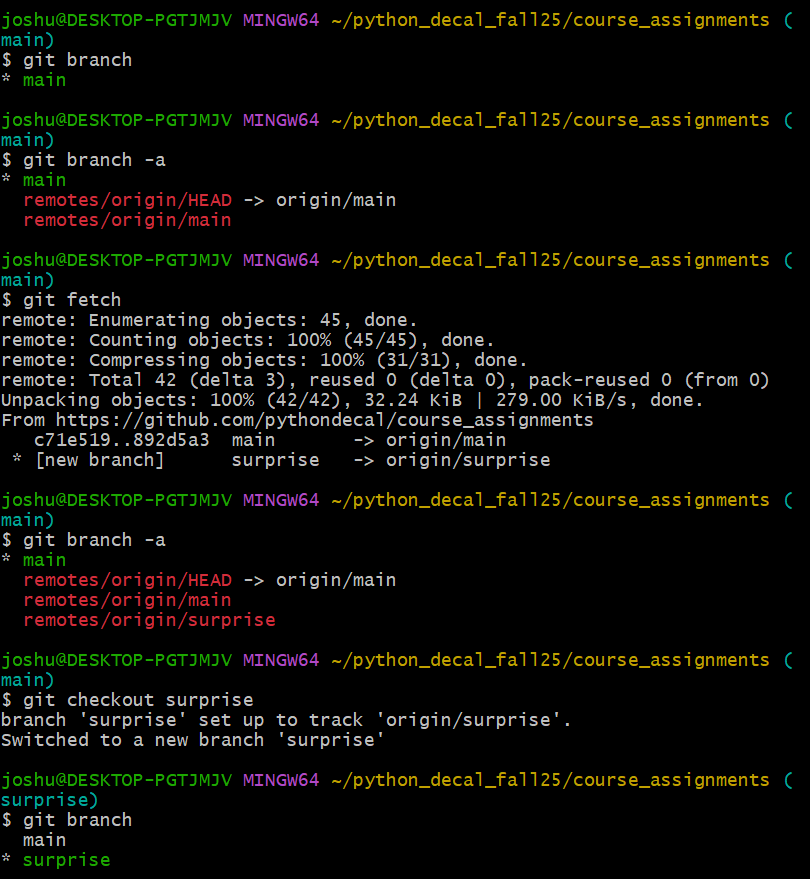 joshu@DESKTOP-PGTJMJV MINGW64 ~/python_decal_fall25/course_assignments (
main)
$ git branch
* main
joshu@DESKTOP-PGTJMJV MINGW64 ~/python_decal_fall25/course_assignments (
main)
$ git branch -a
* main
  remotes/origin/HEAD -> origin/main
  remotes/origin/main
joshu@DESKTOP-PGTJMJV MINGW64 ~/python_decal_fall25/course_assignments (
main)
$ git fetch
remote: Enumerating objects: 45, done.
remote: Counting objects: 100% (45/45), done.
remote: Compressing objects: 100% (31/31), done.
remote: Total 42 (delta 3), reused 0 (delta 0), pack-reused 0 (from 0)
Unpacking objects: 100% (42/42), 32.24 KiB | 279.00 KiB/s, done.
From https://github.com/pythondecal/course_assignments
   c71e519..892d5a3  main       -> origin/main
 * [new branch]      surprise   -> origin/surprise
joshu@DESKTOP-PGTJMJV MINGW64 ~/python_decal_fall25/course_assignments (
main)
$ git branch -a
* main
  remotes/origin/HEAD -> origin/main
  remotes/origin/main
  remotes/origin/surprise
joshu@DESKTOP-PGTJMJV MINGW64 ~/python_decal_fall25/course_assignments (
main)
$ git checkout surprise
branch 'surprise' set up to track 'origin/surprise'.
Switched to a new branch 'surprise'
joshu@DESKTOP-PGTJMJV MINGW64 ~/python_decal_fall25/course_assignments (
surprise)
$ git branch
  main
* surprise